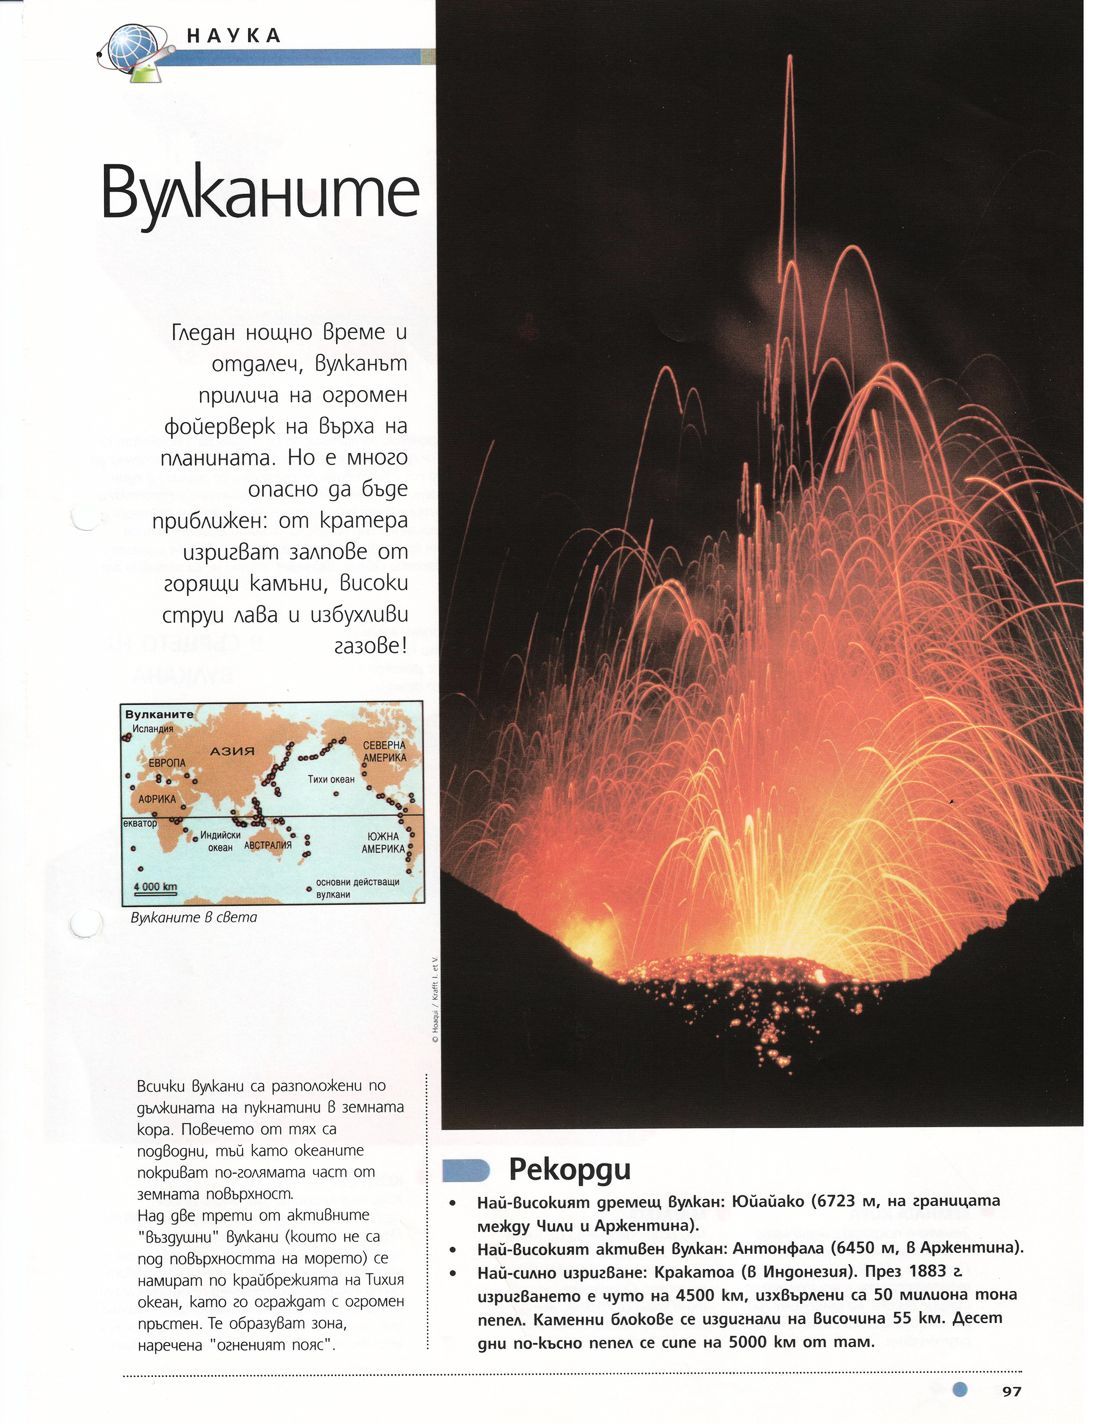 НАУКА
Вулканите
Гледан нощно време и
отдалеч, вулканът
прилича на огромен
фойерверк на върха на
планината. Но е много
опасно да бъде
приближен: от кратера
изригват залпове от
горящи камъни, високи
струи лава и избухливи
газове!
Вулканите
Исландия
АЗИЯ
СЕВЕРНА
АМЕРИКА
ЕВРОПА
Тихи океан
АФРИКА
екватор
Индийски
океан
АВСТРАЛИЯ
ЮЖНА
АМЕРИКА
4 000 km
основни действащи
вулкани
Вулканите в света
© Hoaqui / Krafft I. et V.
Всички вулкани са разположени по
дължината на пукнатини в земната
кора. Повечето от тях са
подводни, тъй като океаните
покриват по-голямата част от
земната повърхност.
Над две трети от активните
"въздушни" вулкани (които не са
под повърхността на морето) се
намират по крайбрежията на Тихия
океан, като го ограждат с огромен
пръстен. Те образуват зона,
наречена "огненият пояс".
Рекорди
• Най-високият дремещ вулкан: Юйайако (6723 м, на границата
между Чили и Аржентина).
• Най-високият активен вулкан: Антонфала (6450 м, в Аржентина).
• Най-силно изригване: Кракатоа (в Индонезия). През 1883 г.
изригването е чуто на 4500 км, изхвърлени са 50 милиона тона
пепел. Каменни блокове се издигнали на височина 55 км. Десет
дни по-късно пепел се сипе на 5000 км от там.
97